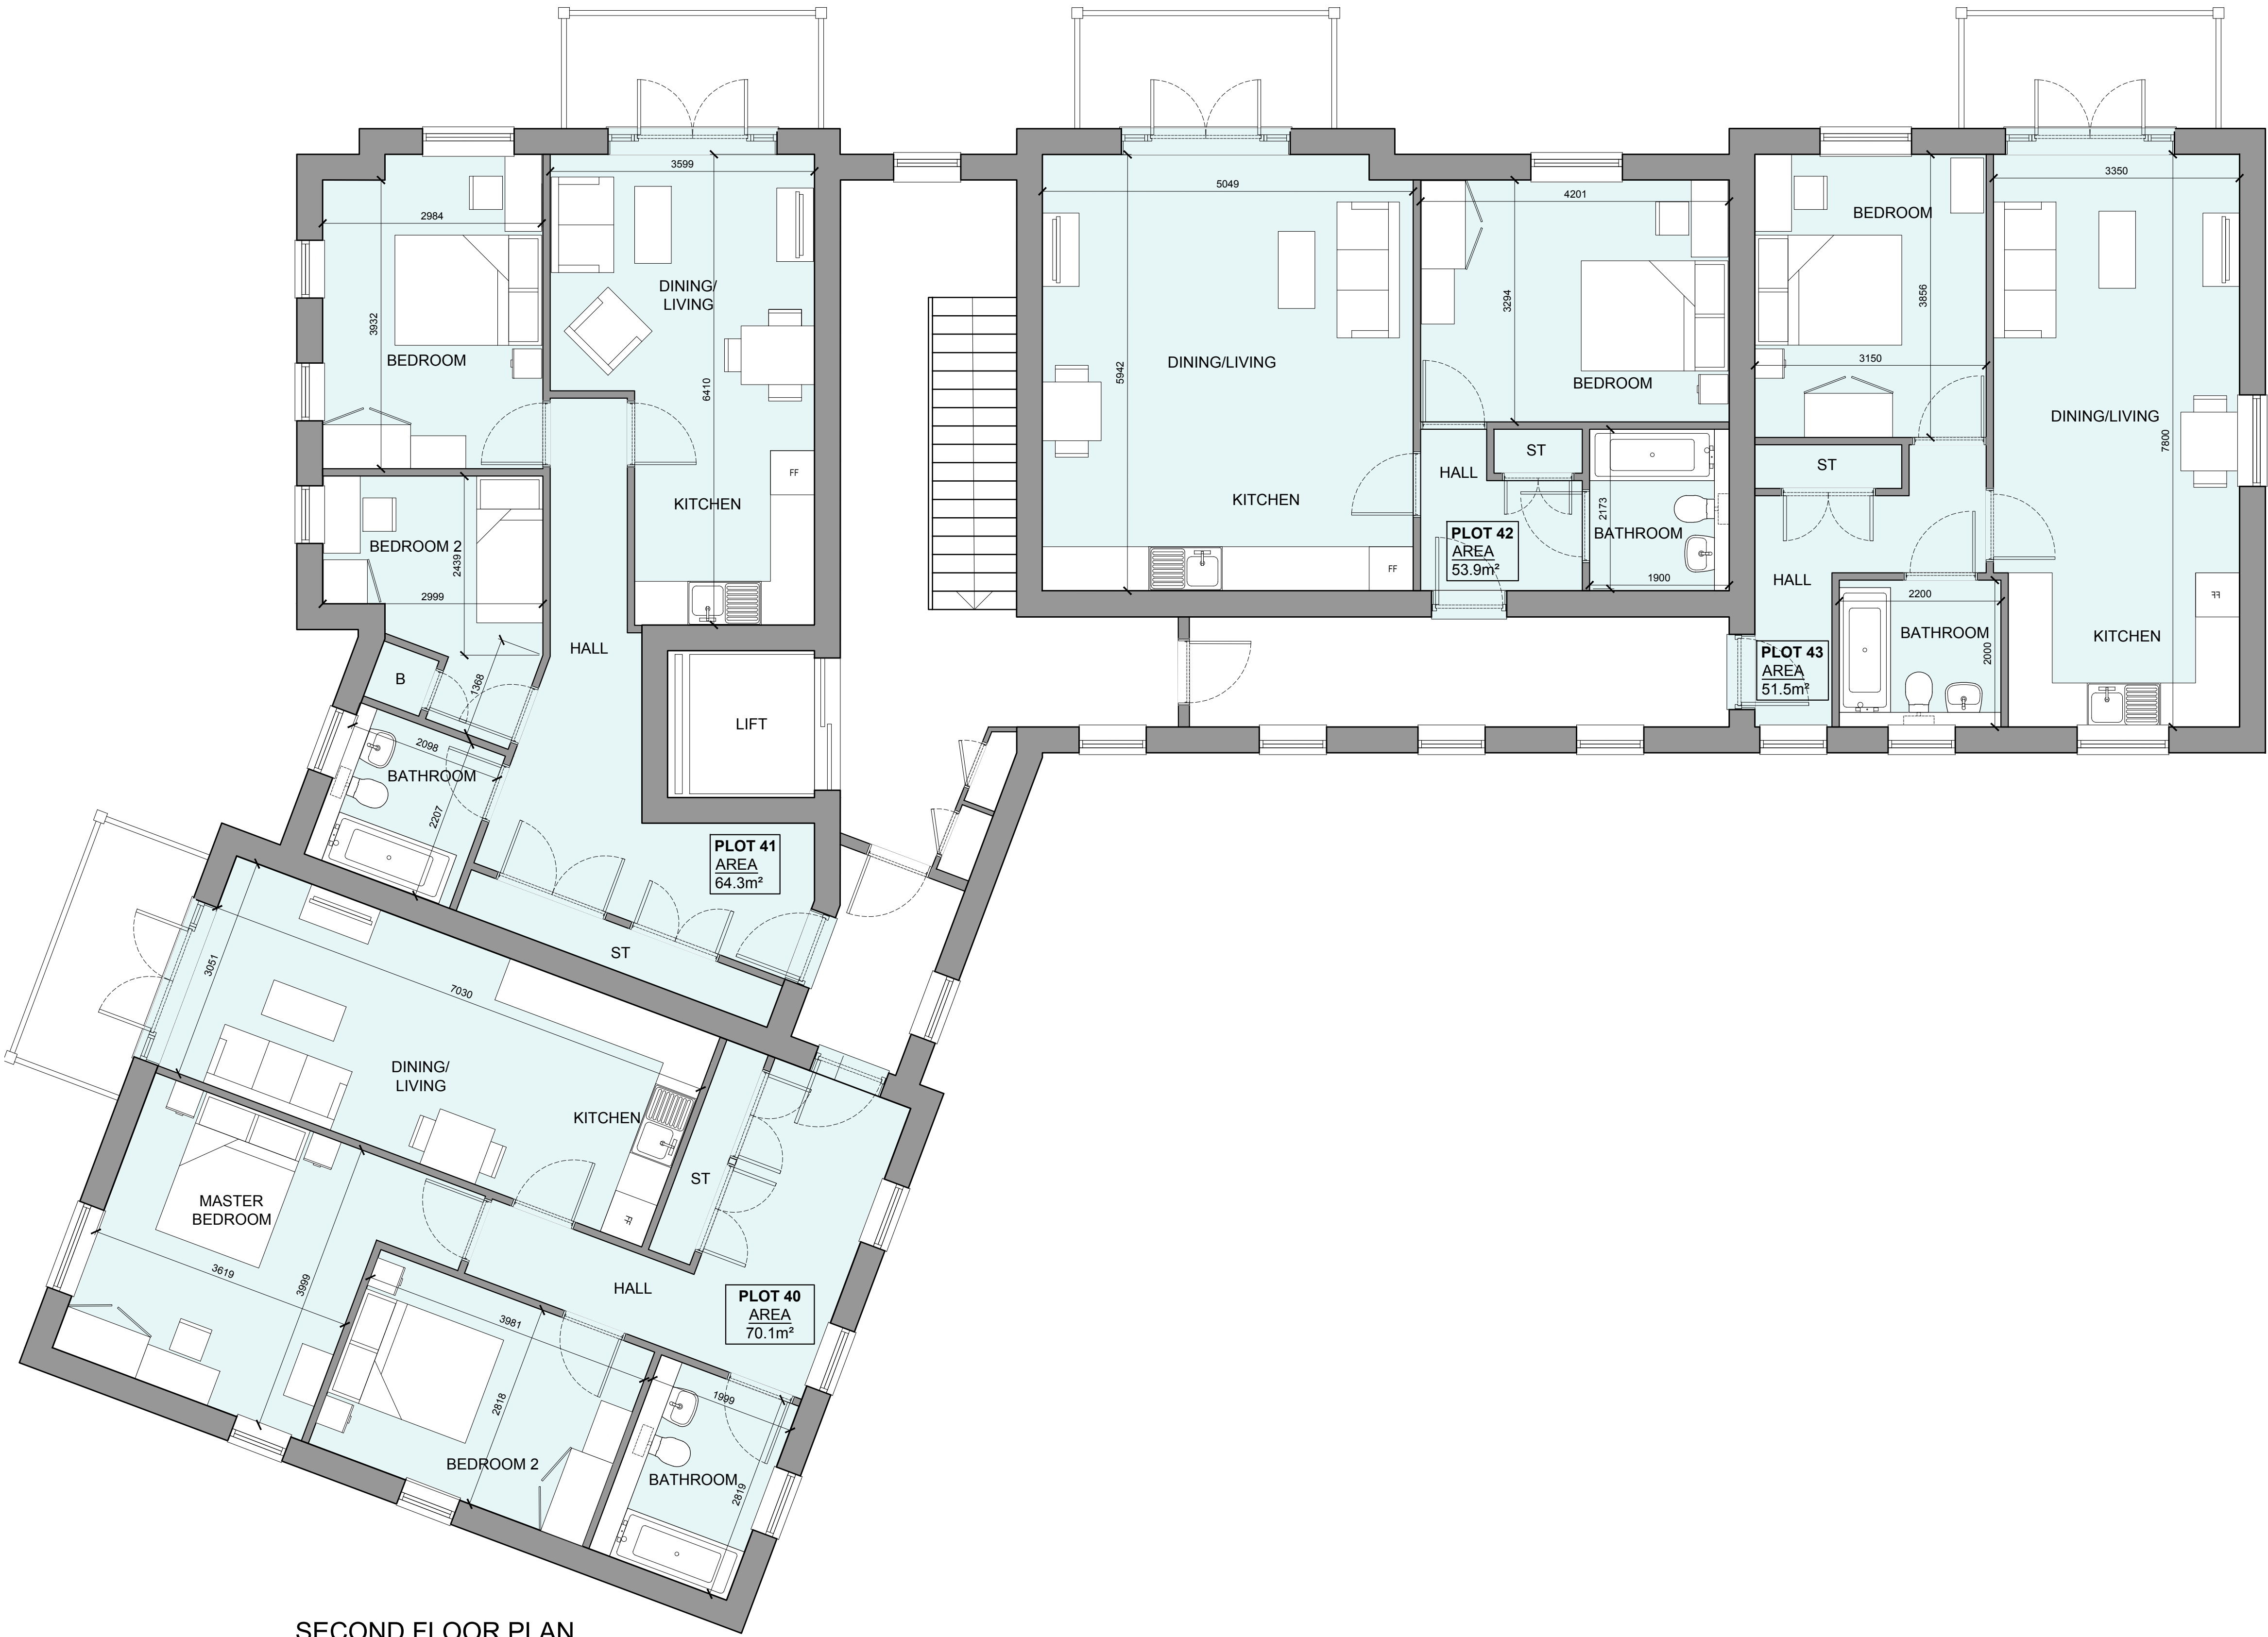 3599
5049
3350
2984
4201
BEDROOM
DINING/
LIVING
3932
3294
3856
BEDROOM
6410
5942
DINING/LIVING
BEDROOM
3150
DINING/LIVING
7800
FF
ST
ST
KITCHEN
KITCHEN
HALL
2173
BEDROOM 2
2439
2999
FF
PLOT 42
AREA
53.9m²
BATHROOM
1900
HALL
2200
FF
HALL
BATHROOM
2000
KITCHEN
PLOT 43
AREA
51.5m²
B
1368
LIFT
2098
BATHROOM
2207
PLOT 41
AREA
64.3m²
ST
3051
7030
DINING/
LIVING
KITCHEN
ST
MASTER
BEDROOM
FF
3619
3999
HALL
PLOT 40
AREA
70.1m²
3981
2818
1999
BEDROOM 2
BATHROOM
2819
SECOND FLOOR PLAN